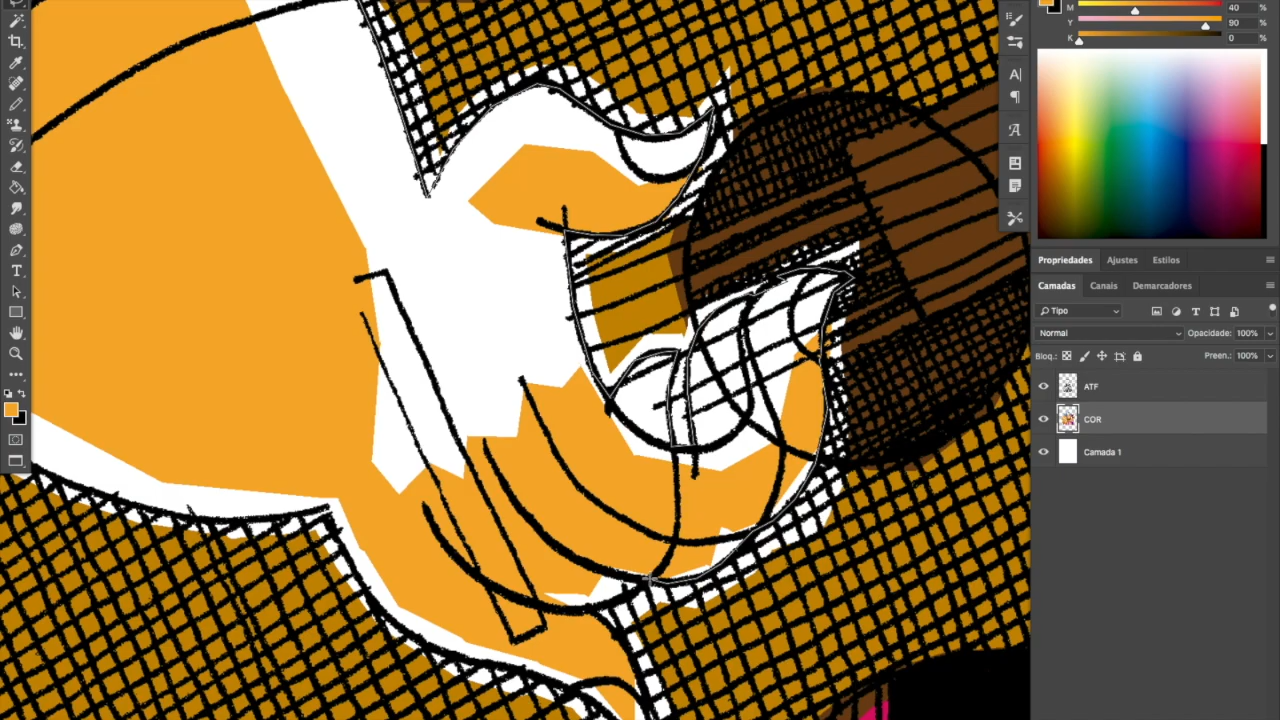 M 40 %
Y 90 %
K 0 %
Propriedades Ajustes Estilos
Camadas Canais Demarcadores
Tipo
Normal Opacidade: 100%
Bloq.: Preen.: 100%
ATF
COR
Camada 1